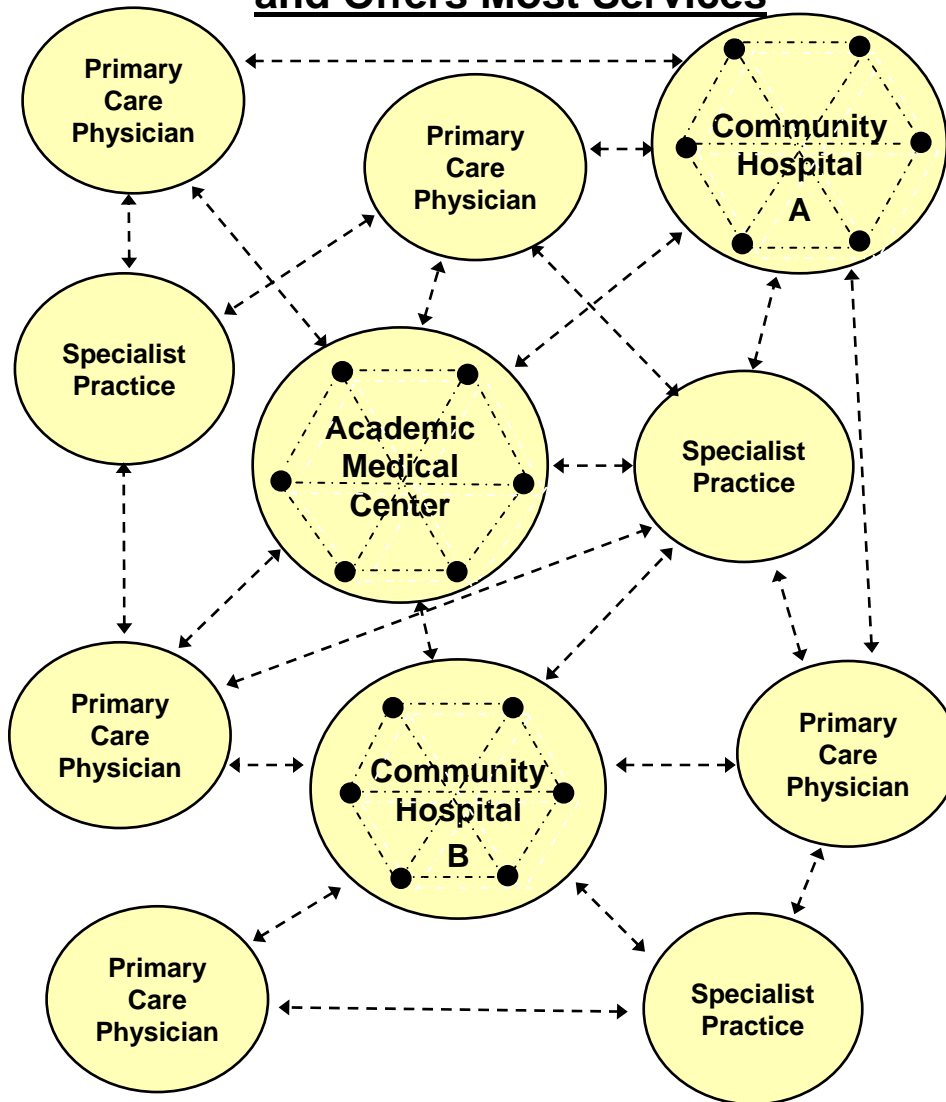 and Offers Most Services
Primary
Care
Physician
Primary
Care
Physician
Community
Hospital
A
Specialist
Practice
Academic
Medical
Center
Specialist
Practice
Primary
Care
Physician
Community
Hospital
B
Primary
Care
Physician
Primary
Care
Physician
Specialist
Practice